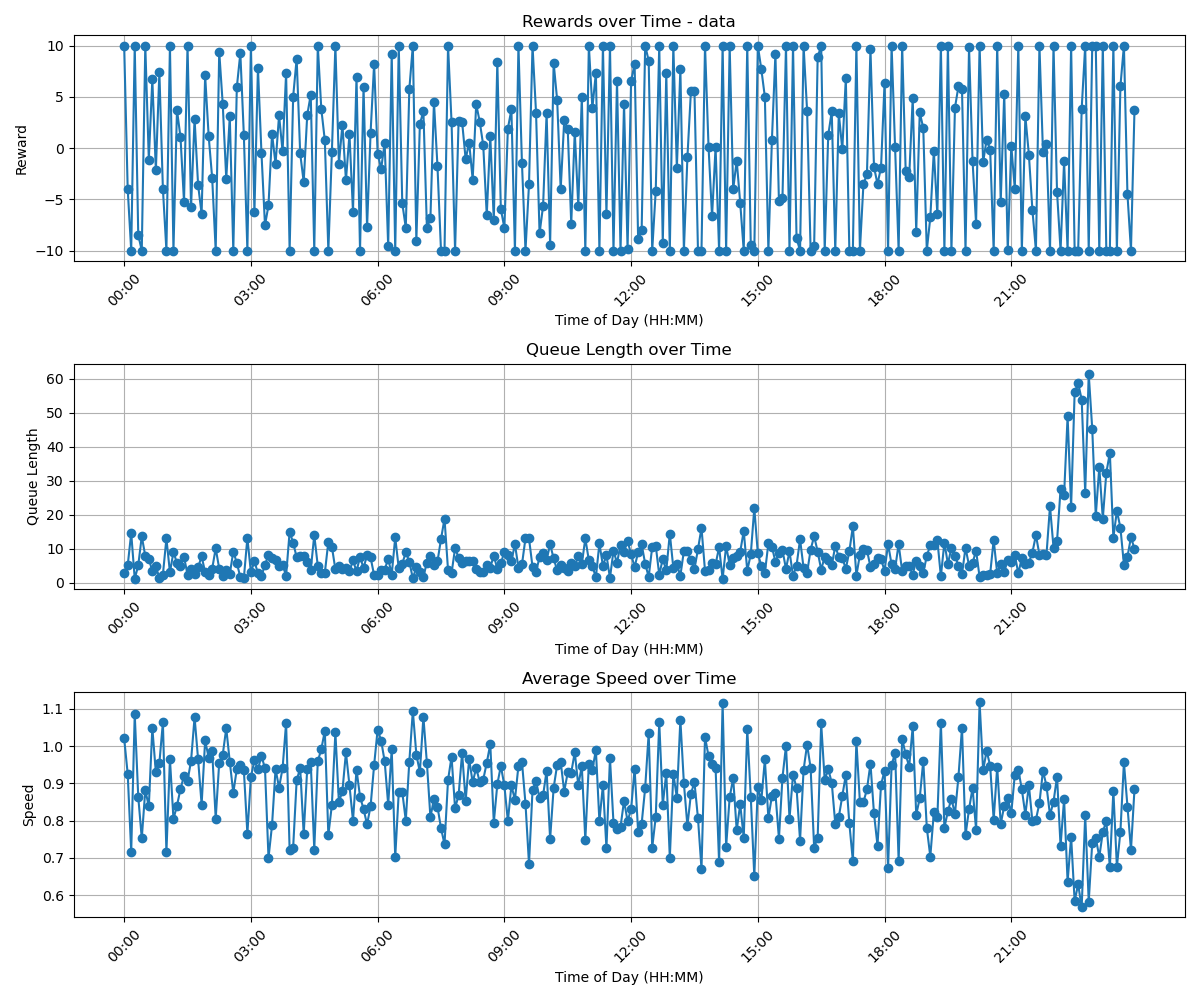 Rewards over Time - data
10
5
0
−5
−10
Reward
00:00 03:00 06:00 09:00 12:00 15:00 18:00 21:00
Time of Day (HH:MM)
Queue Length over Time
60
50
40
30
20
10
0
Queue Length
00:00 03:00 06:00 09:00 12:00 15:00 18:00 21:00
Time of Day (HH:MM)
Average Speed over Time
1.1
1.0
0.9
0.8
0.7
0.6
Speed
00:00 03:00 06:00 09:00 12:00 15:00 18:00 21:00
Time of Day (HH:MM)